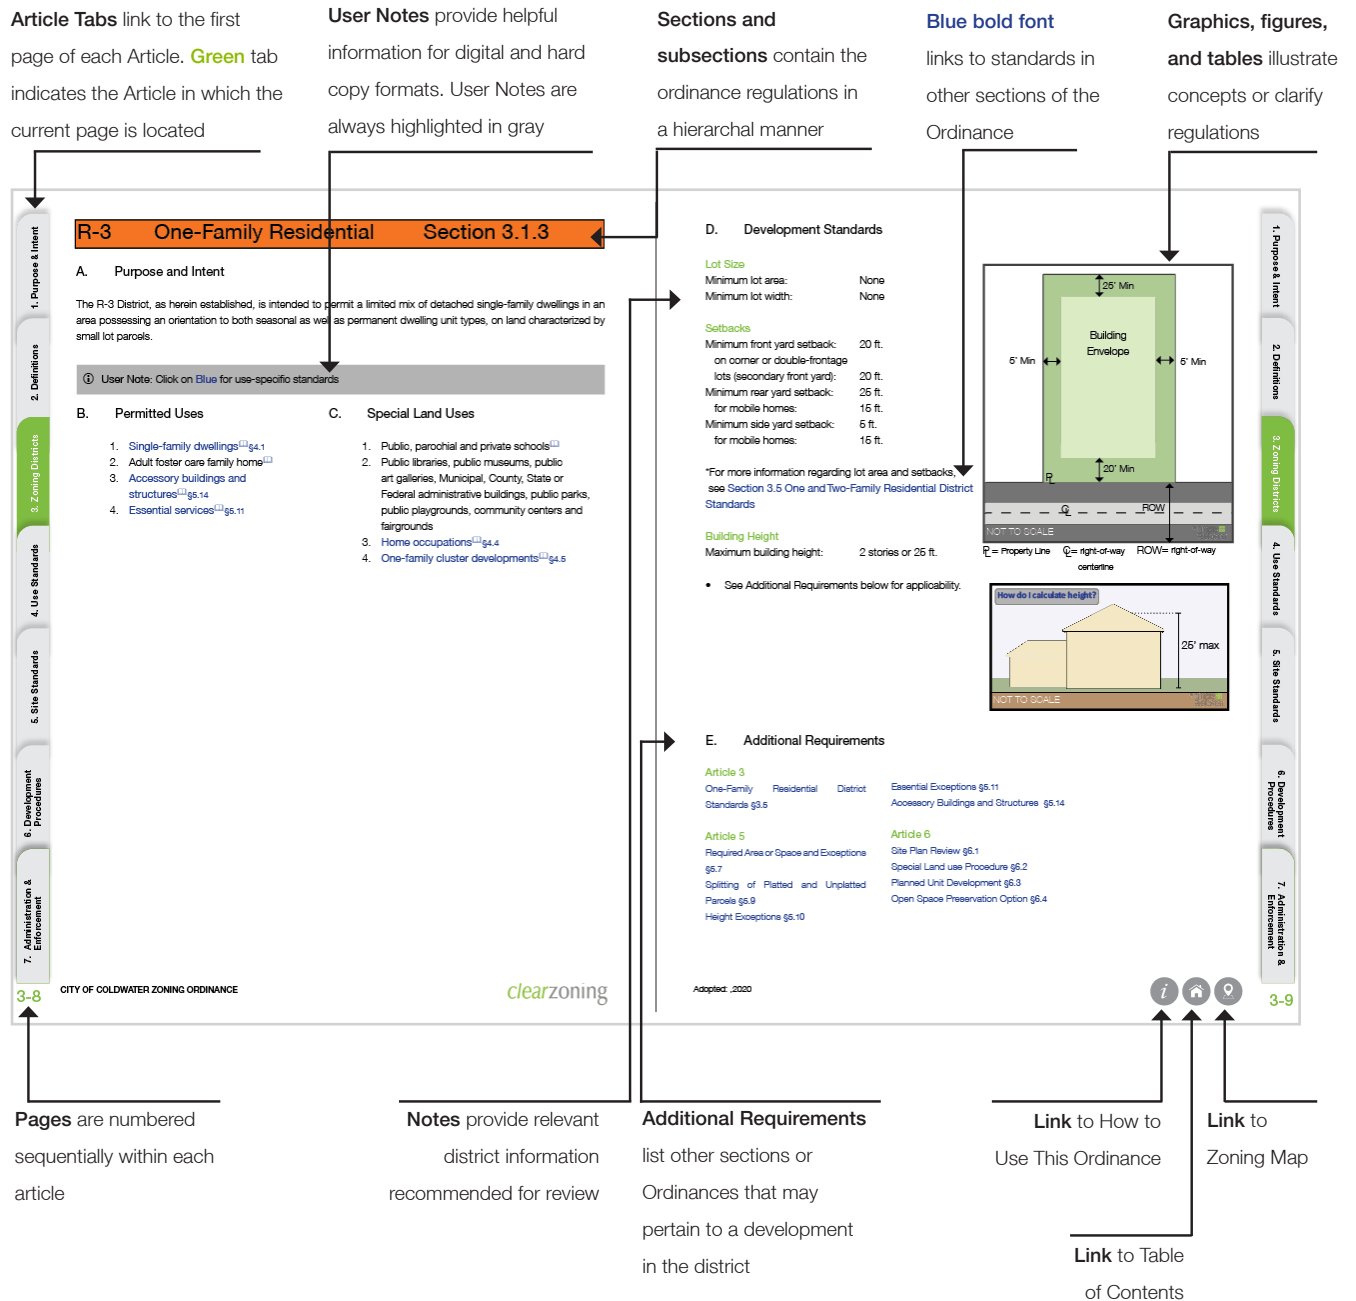 Article Tabs link to the first
page of each Article. Green tab
indicates the Article in which the
current page is located
User Notes provide helpful
information for digital and hard
copy formats. User Notes are
always highlighted in gray
Sections and
subsections contain the
ordinance regulations in
a hierarchal manner
Blue bold font
links to standards in
other sections of the
Ordinance
Graphics, figures,
and tables illustrate
concepts or clarify
regulations
1. Purpose & Intent
2. Definitions
3. Zoning Districts
4. Use Standards
5. Site Standards
6. Development
Procedures
7. Administration &
Enforcement
R-3 One-Family Residential Section 3.1.3
A. Purpose and Intent
The R-3 District, as herein established, is intended to permit a limited mix of detached single-family dwellings in an
area possessing an orientation to both seasonal as well as permanent dwelling unit types, on land characterized by
small lot parcels.
User Note: Click on Blue for use-specific standards
B. Permitted Uses
1. Single-family dwellings §4.1
2. Adult foster care family home
3. Accessory buildings and
structures §5.14
4. Essential services §5.11
C. Special Land Uses
1. Public, parochial and private schools
2. Public libraries, public museums, public
art galleries, Municipal, County, State or
Federal administrative buildings, public parks,
public playgrounds, community centers and
fairgrounds
3. Home occupations §4.4
4. One-family cluster developments §4.5
3-8
CITY OF COLDWATER ZONING ORDINANCE
clearzoning
D. Development Standards
Lot Size
Minimum lot area: None
Minimum lot width: None
Setbacks
Minimum front yard setback: 20 ft.
on corner or double-frontage
lots (secondary front yard): 20 ft.
Minimum rear yard setback: 25 ft.
for mobile homes: 15 ft.
Minimum side yard setback: 5 ft.
for mobile homes: 15 ft.
*For more information regarding lot area and setbacks,
see Section 3.5 One and Two-Family Residential District
Standards
Building Height
Maximum building height: 2 stories or 25 ft.
• See Additional Requirements below for applicability.
25' Min
Building
Envelope
5' Min
5' Min
20' Min
PL
CL
ROW
NOT TO SCALE
PL = Property Line CL = right-of-way ROW= right-of-way
centerline
How do I calculate height?
25' max
NOT TO SCALE
E. Additional Requirements
Article 3
One-Family Residential District
Standards §3.5
Article 5
Required Area or Space and Exceptions
§5.7
Splitting of Platted and Unplatted
Parcels §5.9
Height Exceptions §5.10
Essential Exceptions §5.11
Accessory Buildings and Structures §5.14
Article 6
Site Plan Review §6.1
Special Land use Procedure §6.2
Planned Unit Development §6.3
Open Space Preservation Option §6.4
Adopted: ,2020
i
3-9
1. Purpose & Intent
2. Definitions
3. Zoning Districts
4. Use Standards
5. Site Standards
6. Development
Procedures
7. Administration &
Enforcement
Pages are numbered
sequentially within each
article
Notes provide relevant
district information
recommended for review
Additional Requirements
list other sections or
Ordinances that may
pertain to a development
in the district
Link to How to
Use This Ordinance
Link to
Zoning Map
Link to Table
of Contents